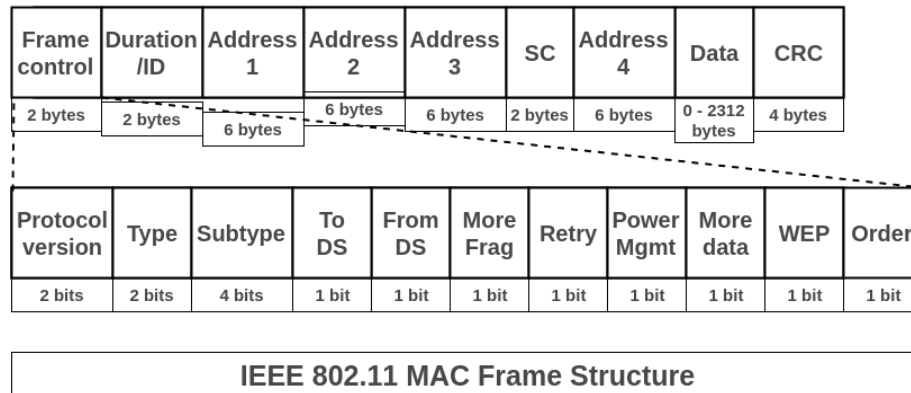 Frame control
Duration /ID
Address 1
Address 2
Address 3
SC
Address 4
Data
CRC
2 bytes
2 bytes
6 bytes
6 bytes
6 bytes
2 bytes
6 bytes
0 - 2312 bytes
4 bytes
Protocol version
Type
Subtype
To DS
From DS
More Frag
Retry
Power Mgmt
More data
WEP
Order
2 bits
2 bits
4 bits
1 bit
1 bit
1 bit
1 bit
1 bit
1 bit
1 bit
1 bit
IEEE 802.11 MAC Frame Structure